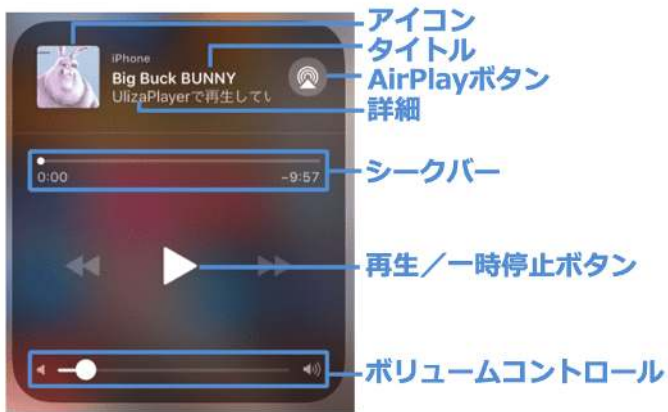 アイコン
タイトル
AirPlayボタン
詳細
iPhone
Big Buck BUNNY
UlizaPlayerで再生してい
シークバー
0:00
-9:57
再生／一時停止ボタン
ボリュームコントロール